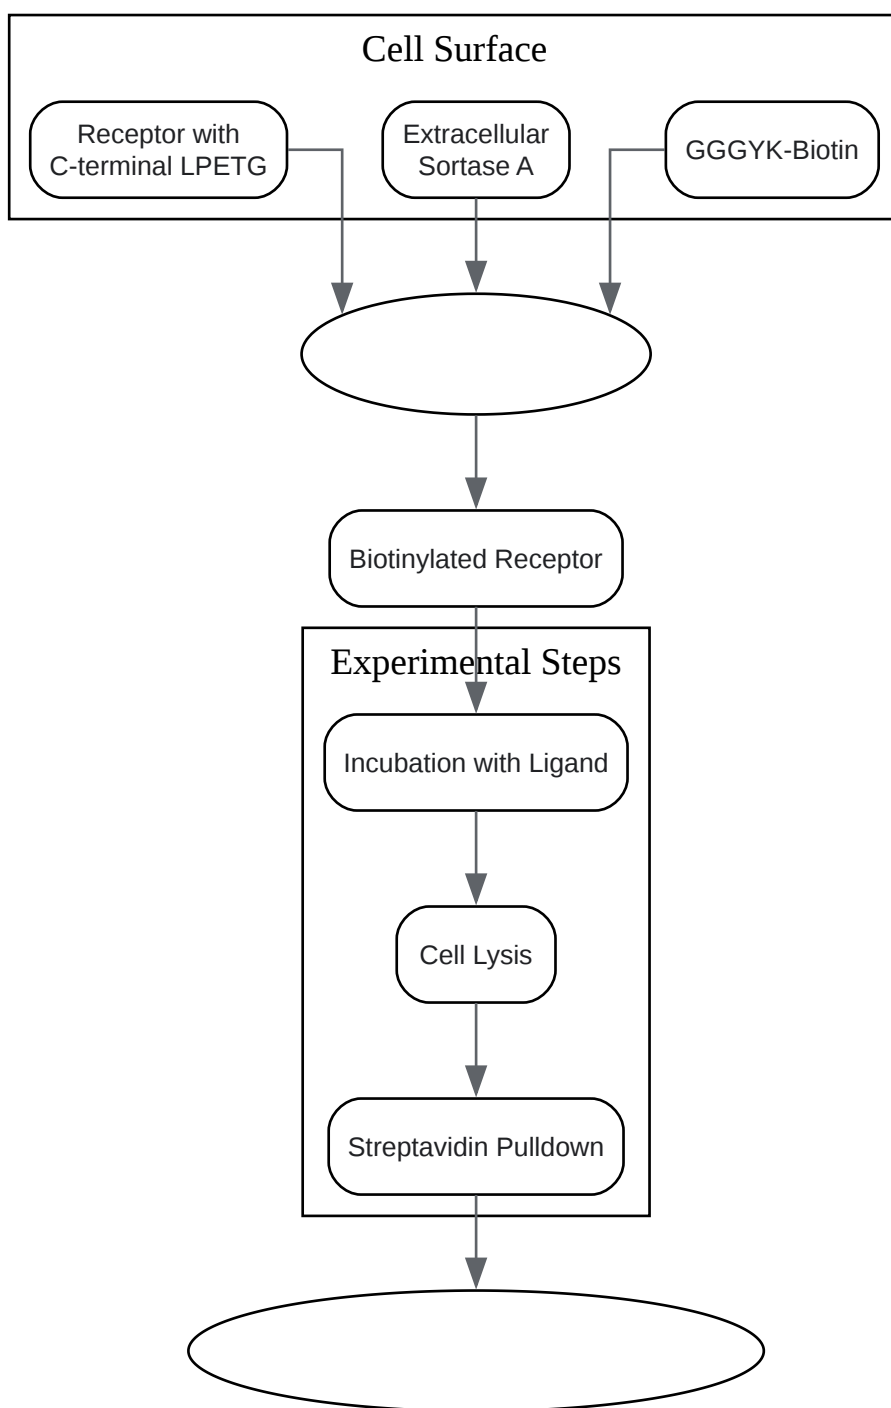 Cell Surface
Receptor with
C-terminal LPETG
Extracellular
Sortase A
GGGYK-Biotin
Biotinylated Receptor
Experimental Steps
Incubation with Ligand
Cell Lysis
Streptavidin Pulldown